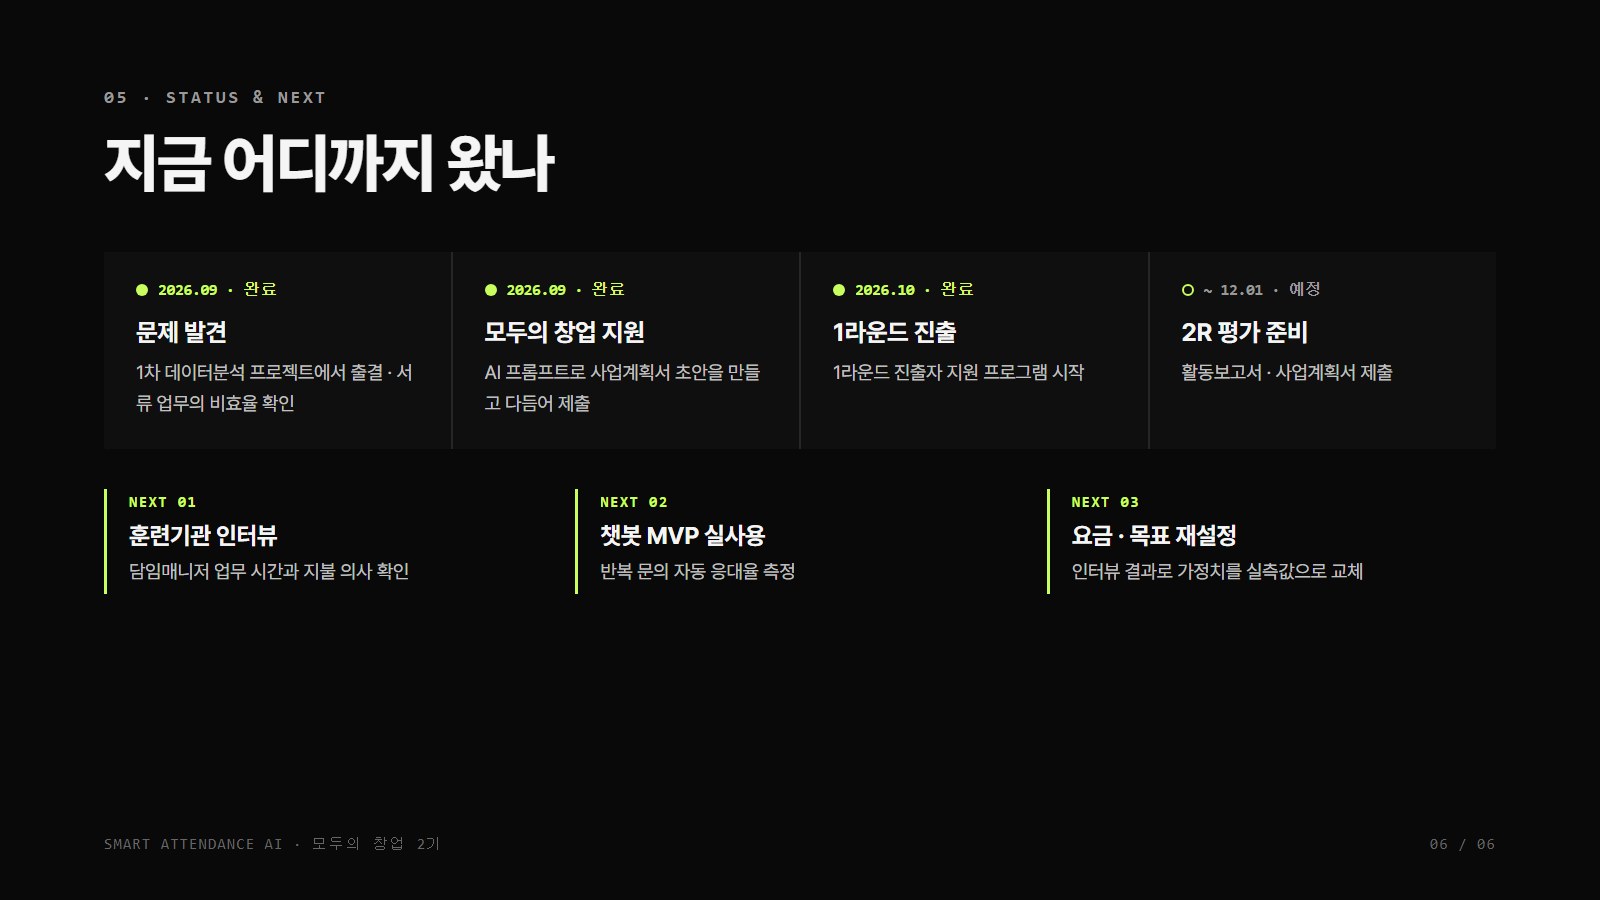 05 · STATUS & NEXT
지금 어디까지 왔나
2026.09 · 완료
문제 발견
1차 데이터분석 프로젝트에서 출결 · 서
류 업무의 비효율 확인
2026.09 · 완료
모두의 창업 지원
AI 프롬프트로 사업계획서 초안을 만들
고 다듬어 제출
2026.10 · 완료
1라운드 진출
1라운드 진출자 지원 프로그램 시작
~ 12.01 · 예정
2R 평가 준비
활동보고서 · 사업계획서 제출
NEXT 01
훈련기관 인터뷰
담임매니저 업무 시간과 지불 의사 확인
NEXT 02
챗봇 MVP 실사용
반복 문의 자동 응대율 측정
NEXT 03
요금 · 목표 재설정
인터뷰 결과로 가정치를 실측값으로 교체
SMART ATTENDANCE AI · 모두의 창업 2기
06 / 06